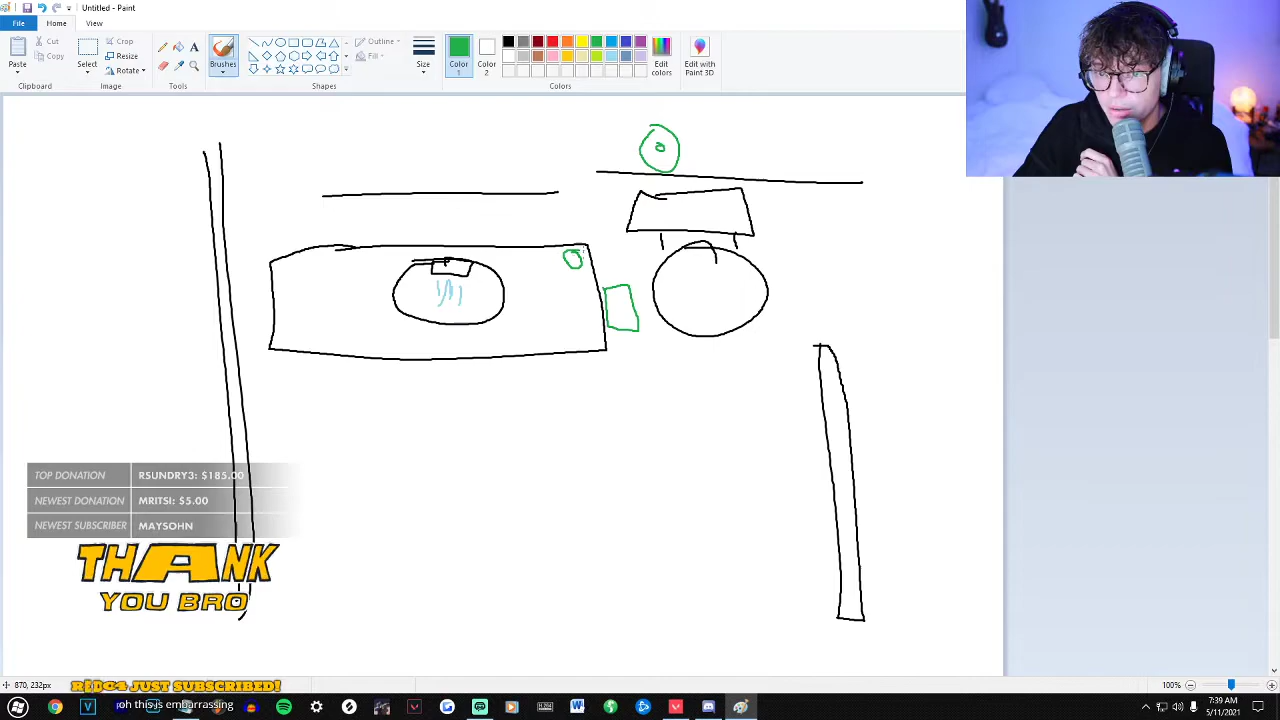 Untitled - Paint
File Home View
Paste Cut Copy Clipboard
Select Crop Resize Rotate Image
Tools
Brushes
Outline Fill Shapes
Size
Color 1
Color 2
Edit colors
Edit with Paint 3D
Colors
TOP DONATION RSUNDRY3: $185.00
NEWEST DONATION MRITSI: $5.00
NEWEST SUBSCRIBER MAYSOHN
THANK
YOU BRO
870, 232px
JUST SUBSCRIBED!
100%
oh this is embarrassing
7:39 AM
5/11/2021